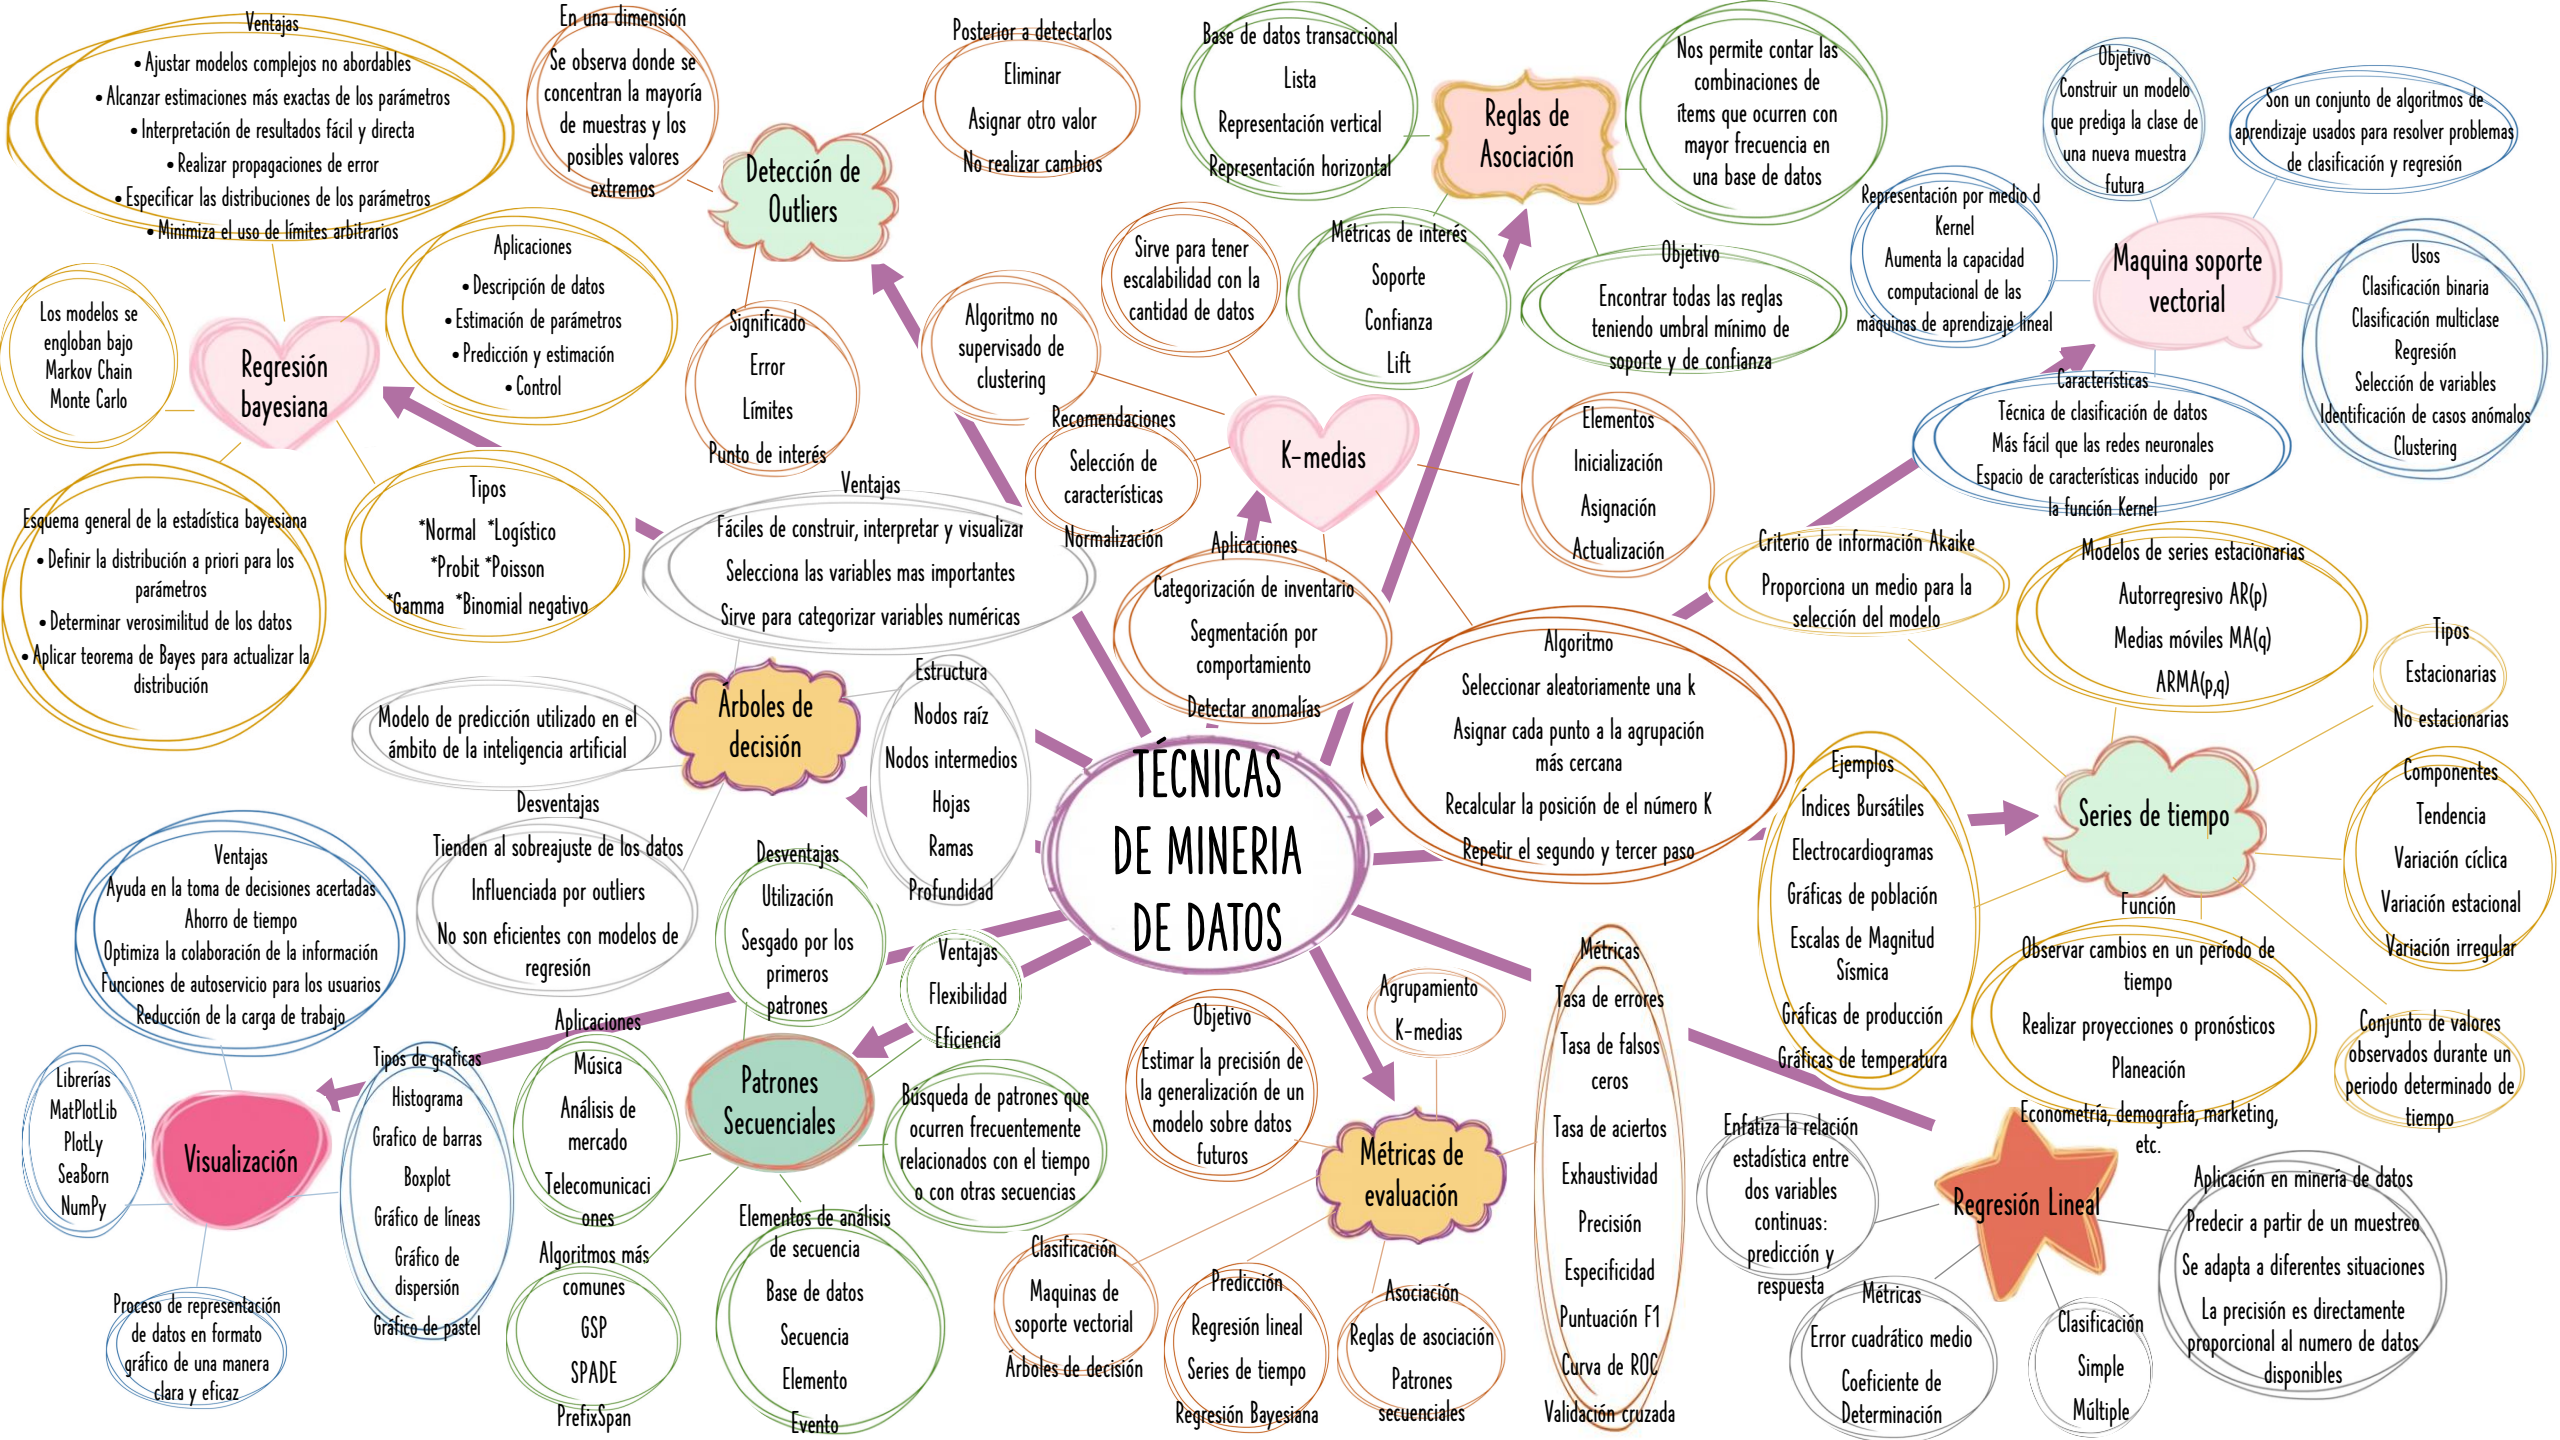 Ventajas
• Ajustar modelos complejos no abordables
• Alcanzar estimaciones más exactas de los parámetros
• Interpretación de resultados fácil y directa
• Realizar propagaciones de error
• Especificar las distribuciones de los parámetros
• Minimiza el uso de límites arbitrarios
Los modelos se
engloban bajo
Markov Chain
Monte Carlo
Regresión
bayesiana
Aplicaciones
• Descripción de datos
• Estimación de parámetros
• Predicción y estimación
• Control
Esquema general de la estadística bayesiana
• Definir la distribución a priori para los
parámetros
• Determinar verosimilitud de los datos
• Aplicar teorema de Bayes para actualizar la
distribución
Tipos
*Normal *Logístico
*Probit *Poisson
*Gamma *Binomial negativo
En una dimensión
Se observa donde se
concentran la mayoría
de muestras y los
posibles valores
extremos
Detección de
Outliers
Posterior a detectarlos
Eliminar
Asignar otro valor
No realizar cambios
Significado
Error
Límites
Punto de interés
Base de datos transaccional
Lista
Representación vertical
Representación horizontal
Reglas de
Asociación
Nos permite contar las
combinaciones de
ítems que ocurren con
mayor frecuencia en
una base de datos
Métricas de interés
Soporte
Confianza
Lift
Objetivo
Encontrar todas las reglas
teniendo umbral mínimo de
soporte y de confianza
Objetivo
Construir un modelo
que prediga la clase de
una nueva muestra
futura
Son un conjunto de algoritmos de
aprendizaje usados para resolver problemas
de clasificación y regresión
Representación por medio d
Kernel
Aumenta la capacidad
computacional de las
máquinas de aprendizaje lineal
Maquina soporte
vectorial
Usos
Clasificación binaria
Clasificación multiclase
Regresión
Selección de variables
Identificación de casos anómalos
Clustering
Características
Técnica de clasificación de datos
Más fácil que las redes neuronales
Espacio de características inducido por
la función Kernel
Sirve para tener
escalabilidad con la
cantidad de datos
Algoritmo no
supervisado de
clustering
Recomendaciones
Selección de
características
Normalización
K-medias
Elementos
Inicialización
Asignación
Actualización
Aplicaciones
Categorización de inventario
Segmentación por
comportamiento
Detectar anomalías
Algoritmo
Seleccionar aleatoriamente una k
Asignar cada punto a la agrupación
más cercana
Recalcular la posición de el número K
Repetir el segundo y tercer paso
Ventajas
Fáciles de construir, interpretar y visualizar
Selecciona las variables mas importantes
Sirve para categorizar variables numéricas
Modelo de predicción utilizado en el
ámbito de la inteligencia artificial
Árboles de
decisión
Estructura
Nodos raíz
Nodos intermedios
Hojas
Ramas
Profundidad
Desventajas
Tienden al sobreajuste de los datos
Influenciada por outliers
No son eficientes con modelos de
regresión
TÉCNICAS
DE MINERIA
DE DATOS
Criterio de información Akaike
Proporciona un medio para la
selección del modelo
Modelos de series estacionarias
Autorregresivo AR(p)
Medias móviles MA(q)
ARMA(p,q)
Tipos
Estacionarias
No estacionarias
Ejemplos
Índices Bursátiles
Electrocardiogramas
Gráficas de población
Escalas de Magnitud
Sísmica
Gráficas de producción
Gráficas de temperatura
Series de tiempo
Componentes
Tendencia
Variación cíclica
Variación estacional
Variación irregular
Función
Observar cambios en un período de
tiempo
Realizar proyecciones o pronósticos
Planeación
Econometría, demografía, marketing,
etc.
Conjunto de valores
observados durante un
periodo determinado de
tiempo
Ventajas
Ayuda en la toma de decisiones acertadas
Ahorro de tiempo
Optimiza la colaboración de la información
Funciones de autoservicio para los usuarios
Reducción de la carga de trabajo
Librerías
MatPlotLib
PlotLy
SeaBorn
NumPy
Visualización
Tipos de graficas
Histograma
Grafico de barras
Boxplot
Gráfico de líneas
Gráfico de
dispersión
Gráfico de pastel
Proceso de representación
de datos en formato
gráfico de una manera
clara y eficaz
Desventajas
Utilización
Sesgado por los
primeros
patrones
Ventajas
Flexibilidad
Eficiencia
Aplicaciones
Música
Análisis de
mercado
Telecomunicaci
ones
Patrones
Secuenciales
Búsqueda de patrones que
ocurren frecuentemente
relacionados con el tiempo
o con otras secuencias
Algoritmos más
comunes
GSP
SPADE
PrefixSpan
Elementos de análisis
de secuencia
Base de datos
Secuencia
Elemento
Evento
Objetivo
Estimar la precisión de
la generalización de un
modelo sobre datos
futuros
Agrupamiento
K-medias
Métricas de
evaluación
Métricas
Tasa de errores
Tasa de falsos
ceros
Tasa de aciertos
Exhaustividad
Precisión
Especificidad
Puntuación F1
Curva de ROC
Validación cruzada
Clasificación
Maquinas de
soporte vectorial
Árboles de decisión
Predicción
Regresión lineal
Series de tiempo
Regresión Bayesiana
Asociación
Reglas de asociación
Patrones
secuenciales
Enfatiza la relación
estadística entre
dos variables
continuas:
predicción y
respuesta
Regresión Lineal
Aplicación en minería de datos
Predecir a partir de un muestreo
Se adapta a diferentes situaciones
La precisión es directamente
proporcional al numero de datos
disponibles
Métricas
Error cuadrático medio
Coeficiente de
Determinación
Clasificación
Simple
Múltiple